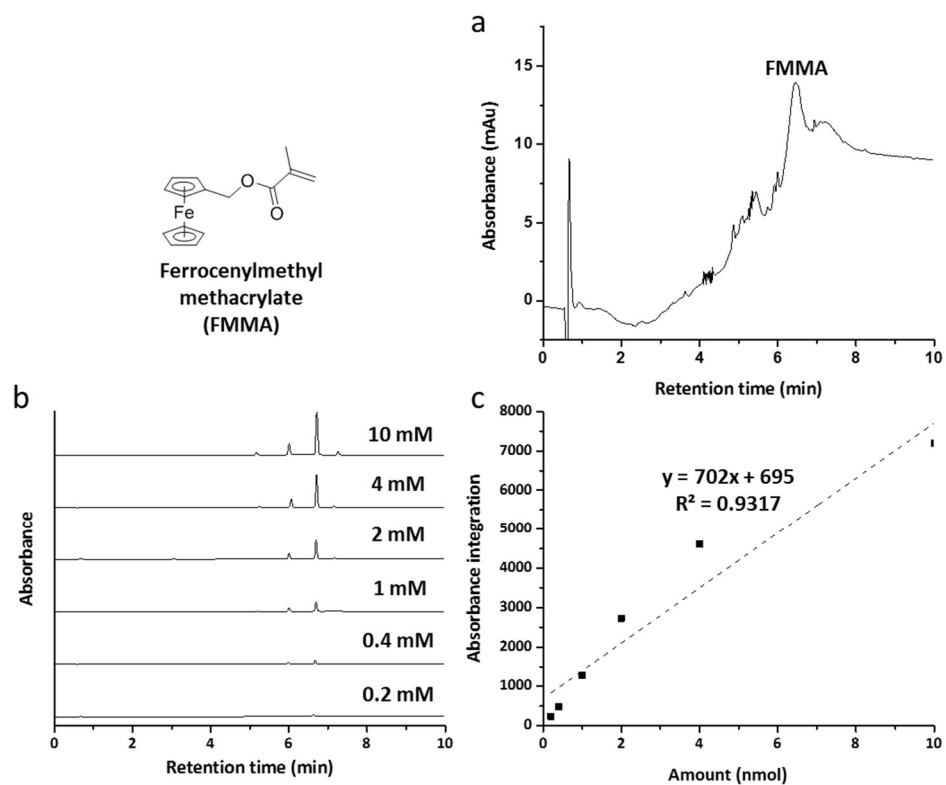 a
Absorbance (mAu)
15
10
5
0
FMMA
0 2 4 6 8 10
Retention time (min)
O
O
Fe
Ferrocenylmethyl
methacrylate
(FMMA)
b
Absorbance
10 mM
4 mM
2 mM
1 mM
0.4 mM
0.2 mM
0 2 4 6 8 10
Retention time (min)
c
Absorbance integration
8000
7000
6000
5000
4000
3000
2000
1000
0
y = 702x + 695
R² = 0.9317
0 2 4 6 8 10
Amount (nmol)